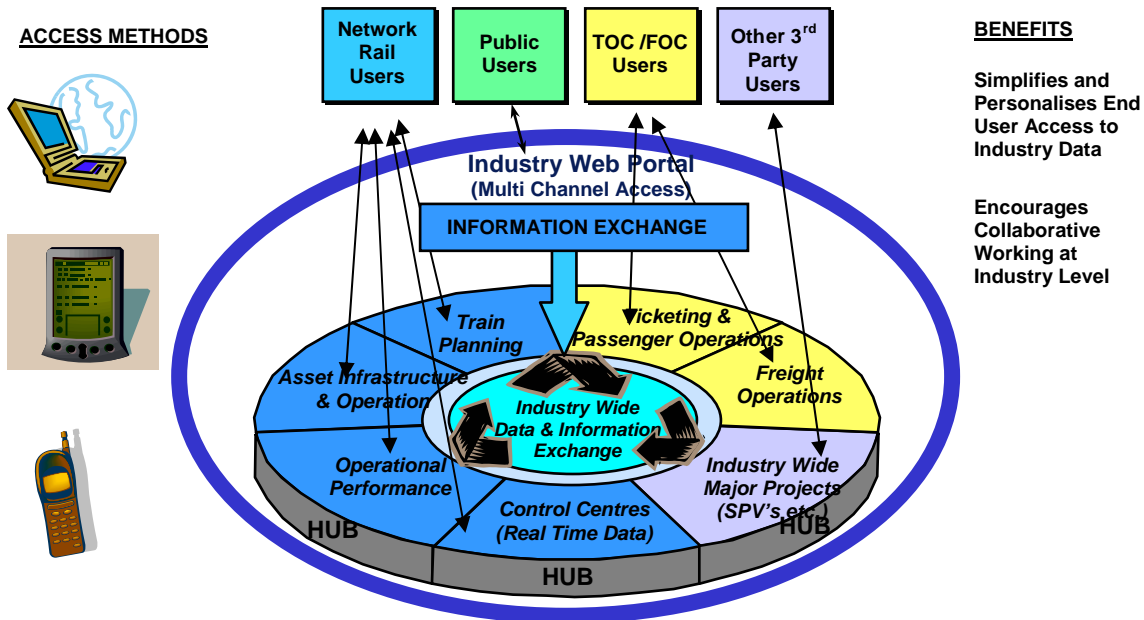 ACCESS METHODS
Network
Rail
Users
Public
Users
TOC /FOC
Users
Other 3rd
Party
Users
BENEFITS
Simplifies and
Personalises End
User Access to
Industry Data
Encourages
Collaborative
Working at
Industry Level
Industry Web Portal
(Multi Channel Access)
INFORMATION EXCHANGE
Train
Planning
Ticketing &
Passenger Operations
Asset Infrastructure
& Operation
Freight
Operations
Industry Wide
Data & Information
Exchange
Operational
Performance
Industry Wide
Major Projects
(SPV's etc.)
Control Centres
(Real Time Data)
HUB
HUB
HUB